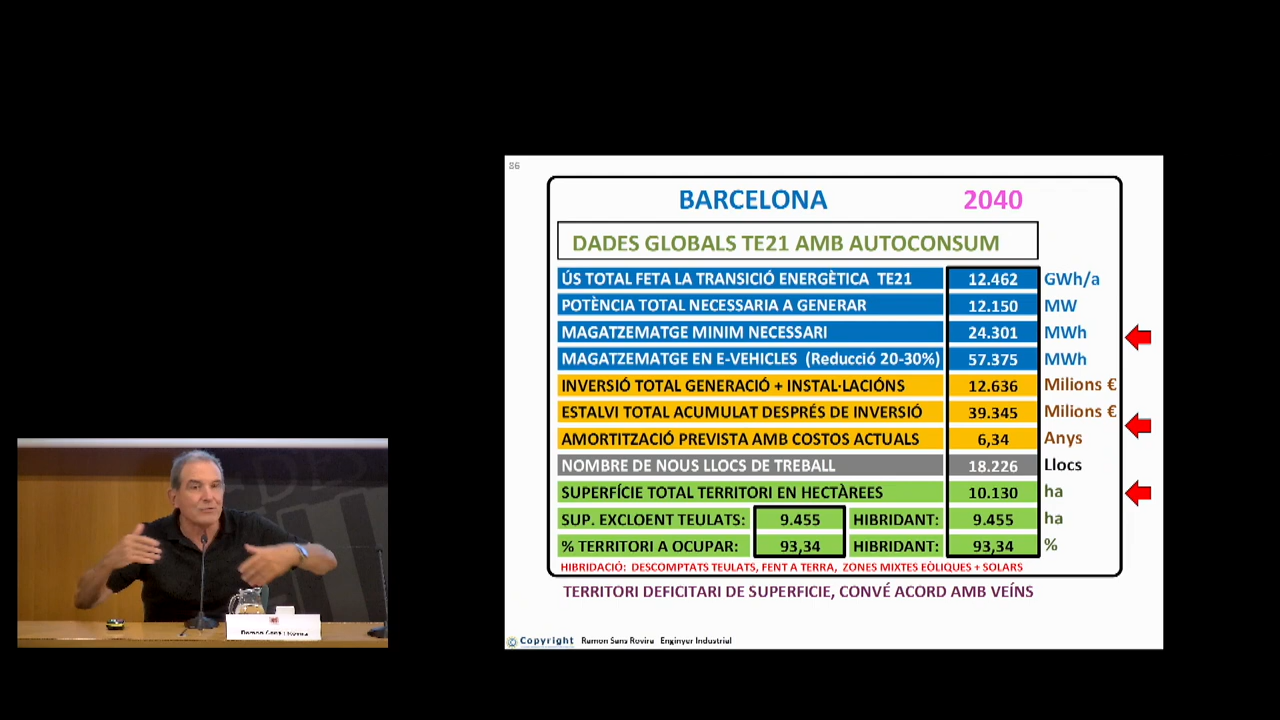 86
BARCELONA 2040
DADES GLOBALS TE21 AMB AUTOCONSUM
ÚS TOTAL FETA LA TRANSICIÓ ENERGÈTICA TE21 12.462 GWh/a
POTÈNCIA TOTAL NECESSARIA A GENERAR 12.150 MW
MAGATZEMATGE MINIM NECESSARI 24.301 MWh
MAGATZEMATGE EN E-VEHICLES (Reducció 20-30%) 57.375 MWh
INVERSIÓ TOTAL GENERACIÓ + INSTAL·LACIÓNS 12.636 Milions €
ESTALVI TOTAL ACUMULAT DESPRÉS DE INVERSIÓ 39.345 Milions €
AMORTITZACIÓ PREVISTA AMB COSTOS ACTUALS 6,34 Anys
NOMBRE DE NOUS LLOCS DE TREBALL 18.226 Llocs
SUPERFÍCIE TOTAL TERRITORI EN HECTÀREES 10.130 ha
SUP. EXCLOENT TEULATS: 9.455 HIBRIDANT: 9.455 ha
% TERRITORI A OCUPAR: 93,34 HIBRIDANT: 93,34 %
HIBRIDACIÓ: DESCOMPTATS TEULATS, FENT A TERRA, ZONES MIXTES EÒLIQUES + SOLARS
TERRITORI DEFICITARI DE SUPERFICIE, CONVÉ ACORD AMB VEÍNS
© Copyright Ramon Sans Rovira Enginyer Industrial